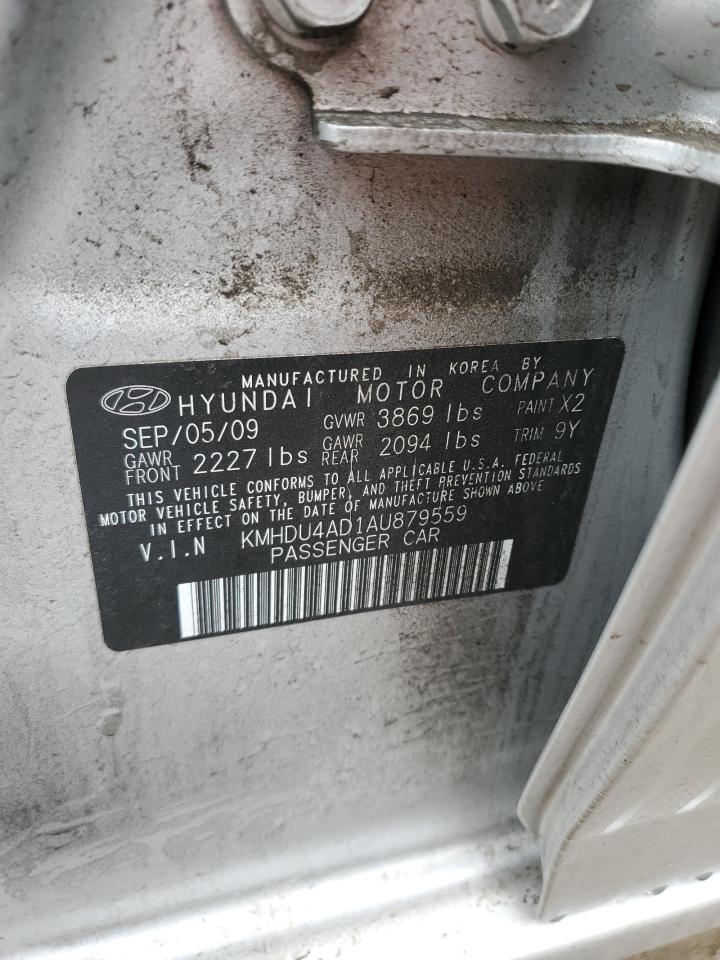 MANUFACTURED IN KOREA BY
HYUNDAI MOTOR COMPANY
SEP/05/09 GVWR 3869 lbs PAINT X2
GAWR FRONT 2227 lbs GAWR REAR 2094 lbs TRIM 9Y
THIS VEHICLE CONFORMS TO ALL APPLICABLE U.S.A. FEDERAL
MOTOR VEHICLE SAFETY, BUMPER, AND THEFT PREVENTION STANDARDS
IN EFFECT ON THE DATE OF MANUFACTURE SHOWN ABOVE
V.I.N KMHDU4AD1AU879559
PASSENGER CAR